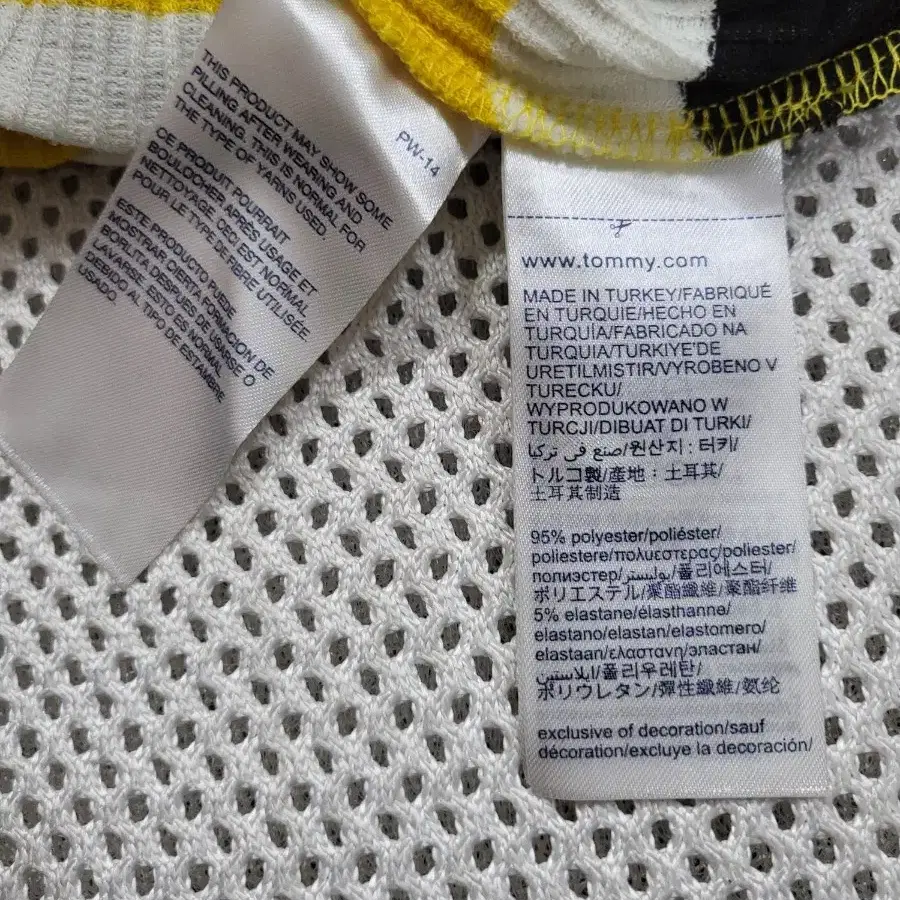 THIS PRODUCT MAY SHOW SOME
PILLING AFTER WEARING AND
CLEANING. THIS IS NORMAL FOR
THE TYPE OF YARNS USED.
CE PRODUIT POURRAIT
BOULOCHER APRÈS USAGE ET
NETTOYAGE. CECI EST NORMAL
POUR LE TYPE DE FIBRE UTILISÉE.
ESTE PRODUCTO PUEDE
MOSTRAR CIERTA FORMACION DE
BORLITA DESPUES DE USARSE O
LAVARSE. ESTO ES NORMAL
DEBIDO AL TIPO DE ESTAMBRE
USADO.
PW-14
www.tommy.com
MADE IN TURKEY/FABRIQUÉ
EN TURQUIE/HECHO EN
TURQUÍA/FABRICADO NA
TURQUIA/TURKIYE'DE
URETILMISTIR/VYROBENO V
TURECKU/
WYPRODUKOWANO W
TURCJI/DIBUAT DI TURKI/
صنع في تركيا/원산지 : 터키/
トルコ製/產地：土耳其/
土耳其制造
95% polyester/poliéster/
poliestere/πολυεστερας/poliester/
полиэстер/بوليستر/폴리에스터/
ポリエステル/聚酯纖維/聚酯纤维
5% elastane/élasthanne/
elastano/elastan/elastomero/
elastaan/ελαστανη/эластан/
ايلاستين/폴리우레탄/
ポリウレタン/彈性纖維/氨纶
exclusive of decoration/sauf
décoration/excluye la decoración/